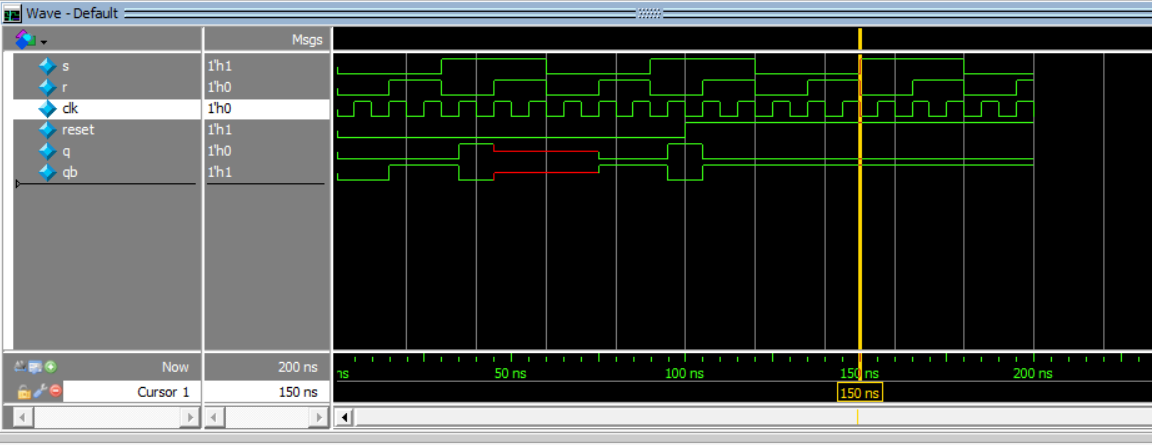 Wave - Default
Msgs
s 1'h1
r 1'h0
clk 1'h0
reset 1'h1
q 1'h0
qb 1'h1
Now 200 ns ns 50 ns 100 ns 150 ns 200 ns
Cursor 1 150 ns 150 ns